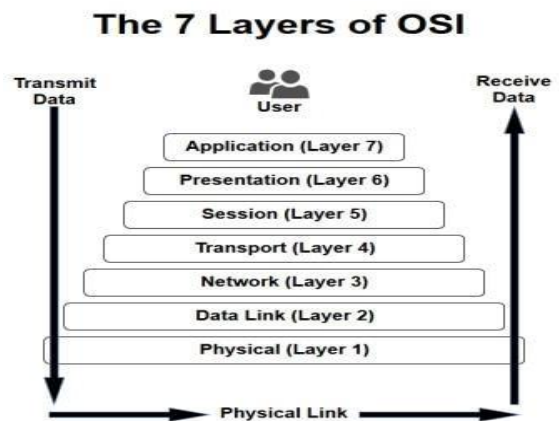 The 7 Layers of OSI
Transmit
Data
User
Receive
Data
Application (Layer 7)
Presentation (Layer 6)
Session (Layer 5)
Transport (Layer 4)
Network (Layer 3)
Data Link (Layer 2)
Physical (Layer 1)
Physical Link